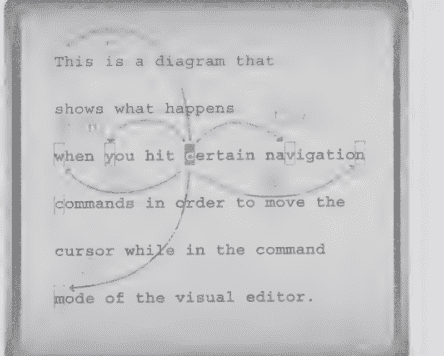 This is a diagram that
shows what happens
when you hit certain navigation
commands in order to move the
cursor while in the command
mode of the visual editor.